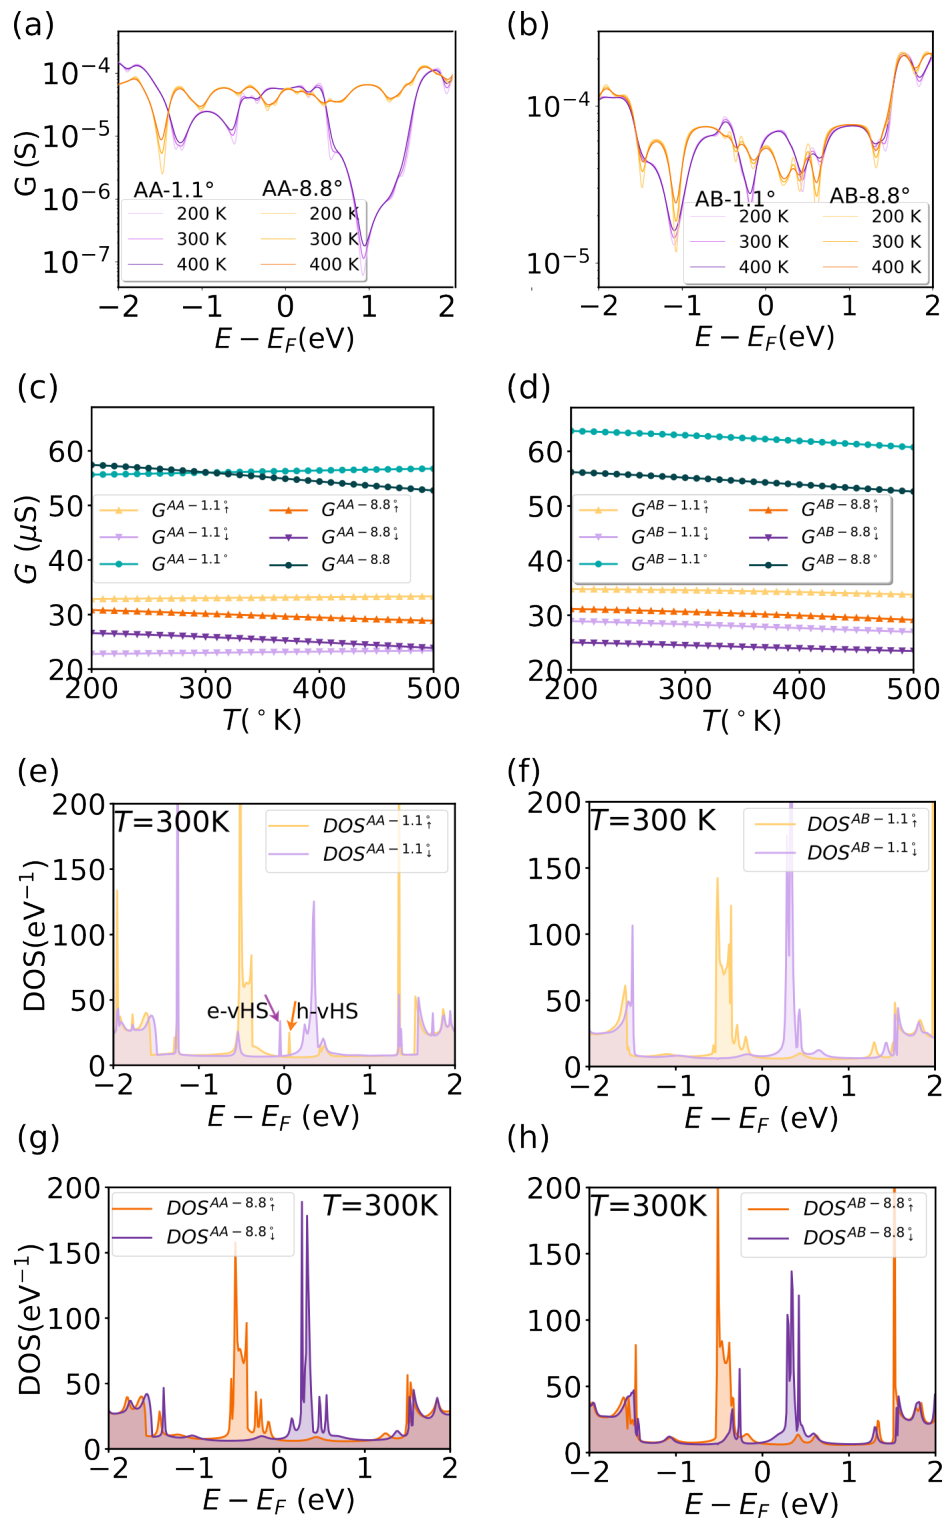 (a)
(b)
10⁻⁴
10⁻⁵
10⁻⁶
10⁻⁷
G (S)
AA-1.1° AA-8.8°
200 K 200 K
300 K 300 K
400 K 400 K
−2 −1 0 1 2
E − E_F(eV)
10⁻⁴
10⁻⁵
AB-1.1° AB-8.8°
200 K 200 K
300 K 300 K
400 K 400 K
−2 −1 0 1 2
E − E_F(eV)
(c)
(d)
60
50
40
30
20
G (μS)
G^{AA−1.1°_↑} G^{AA−8.8°_↑}
G^{AA−1.1°_↓} G^{AA−8.8°_↓}
G^{AA−1.1°} G^{AA−8.8}
200 300 400 500
T(°K)
60
50
40
30
20
G^{AB−1.1°_↑} G^{AB−8.8°_↑}
G^{AB−1.1°_↓} G^{AB−8.8°_↓}
G^{AB−1.1°} G^{AB−8.8°}
200 300 400 500
T(°K)
(e)
(f)
200
150
100
50
0
DOS(eV⁻¹)
T=300K
DOS^{AA−1.1°_↑}
DOS^{AA−1.1°_↓}
e-vHS h-vHS
−2 −1 0 1 2
E − E_F (eV)
200
150
100
50
0
T=300 K
DOS^{AB−1.1°_↑}
DOS^{AB−1.1°_↓}
−2 −1 0 1 2
E − E_F (eV)
(g)
(h)
200
150
100
50
0
DOS(eV⁻¹)
DOS^{AA−8.8°_↑}
DOS^{AA−8.8°_↓}
T=300K
−2 −1 0 1 2
E − E_F (eV)
200
150
100
50
0
T=300K
DOS^{AB−8.8°_↑}
DOS^{AB−8.8°_↓}
−2 −1 0 1 2
E − E_F (eV)